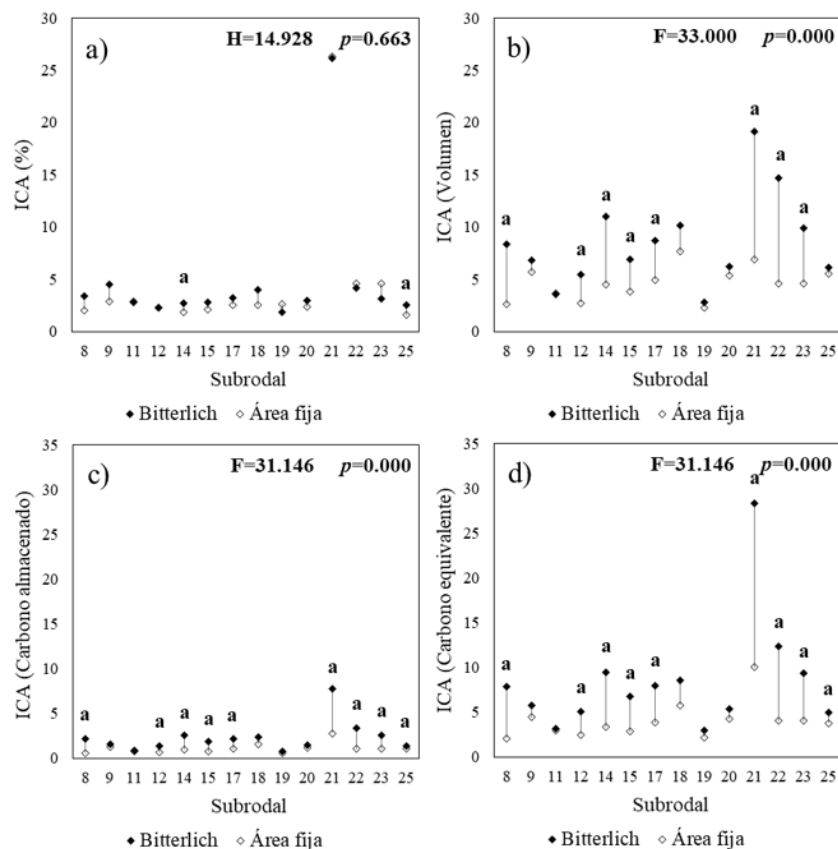 a)
H=14.928 p=0.663
ICA (%)
30
25
20
15
10
5
0
a
a
8 9 11 12 14 15 17 18 19 20 21 22 23 25
Subrodal
◆ Bitterlich ◇ Área fija
b)
F=33.000 p=0.000
ICA (Volumen)
30
25
20
15
10
5
0
a
a
a
a
a
a
a
a
8 9 11 12 14 15 17 18 19 20 21 22 23 25
Subrodal
◆ Bitterlich ◇ Área fija
c)
F=31.146 p=0.000
ICA (Carbono almacenado)
35
30
25
20
15
10
5
0
a
a
a
a
a
a
a
a
a
8 9 11 12 14 15 17 18 19 20 21 22 23 25
Subrodal
◆ Bitterlich ◇ Área fija
d)
F=31.146 p=0.000
ICA (Carbono equivalente)
35
30
25
20
15
10
5
0
a
a
a
a
a
a
a
a
a
8 9 11 12 14 15 17 18 19 20 21 22 23 25
Subrodal
◆ Bitterlich ◇ Área fija